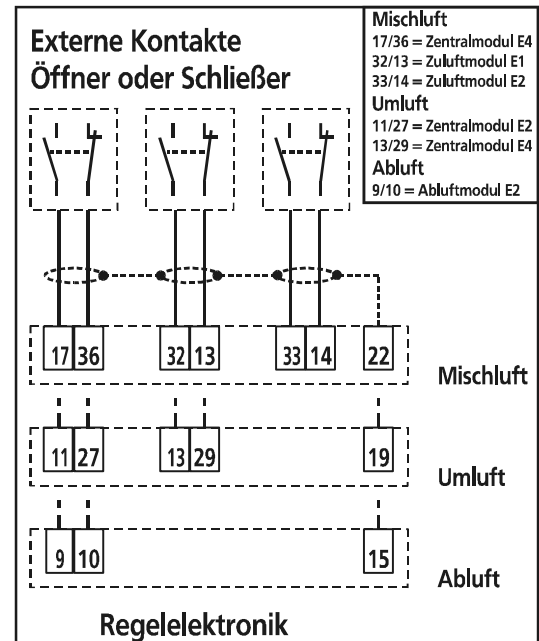 Externe Kontakte
Öffner oder Schließer
Mischluft
17/36 = Zentralmodul E4
32/13 = Zuluftmodul E1
33/14 = Zuluftmodul E2
Umluft
11/27 = Zentralmodul E2
13/29 = Zentralmodul E4
Abluft
9/10 = Abluftmodul E2
17 36 32 13 33 14 22
Mischluft
11 27 13 29 19
Umluft
9 10 15
Abluft
Regelelektronik